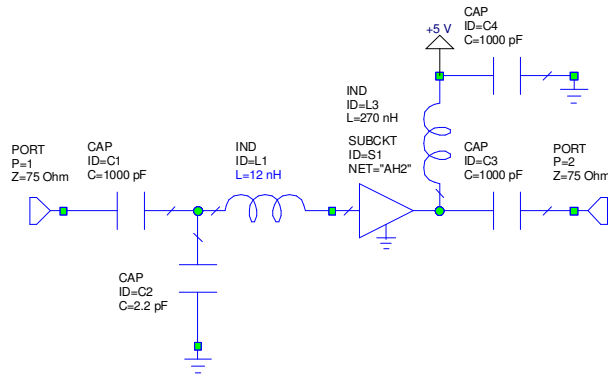 CAP
ID=C4
C=1000 pF
+5 V
IND
ID=L3
L=270 nH
SUBCKT
ID=S1
NET="AH2"
PORT
P=1
Z=75 Ohm
CAP
ID=C1
C=1000 pF
IND
ID=L1
L=12 nH
CAP
ID=C3
C=1000 pF
PORT
P=2
Z=75 Ohm
CAP
ID=C2
C=2.2 pF